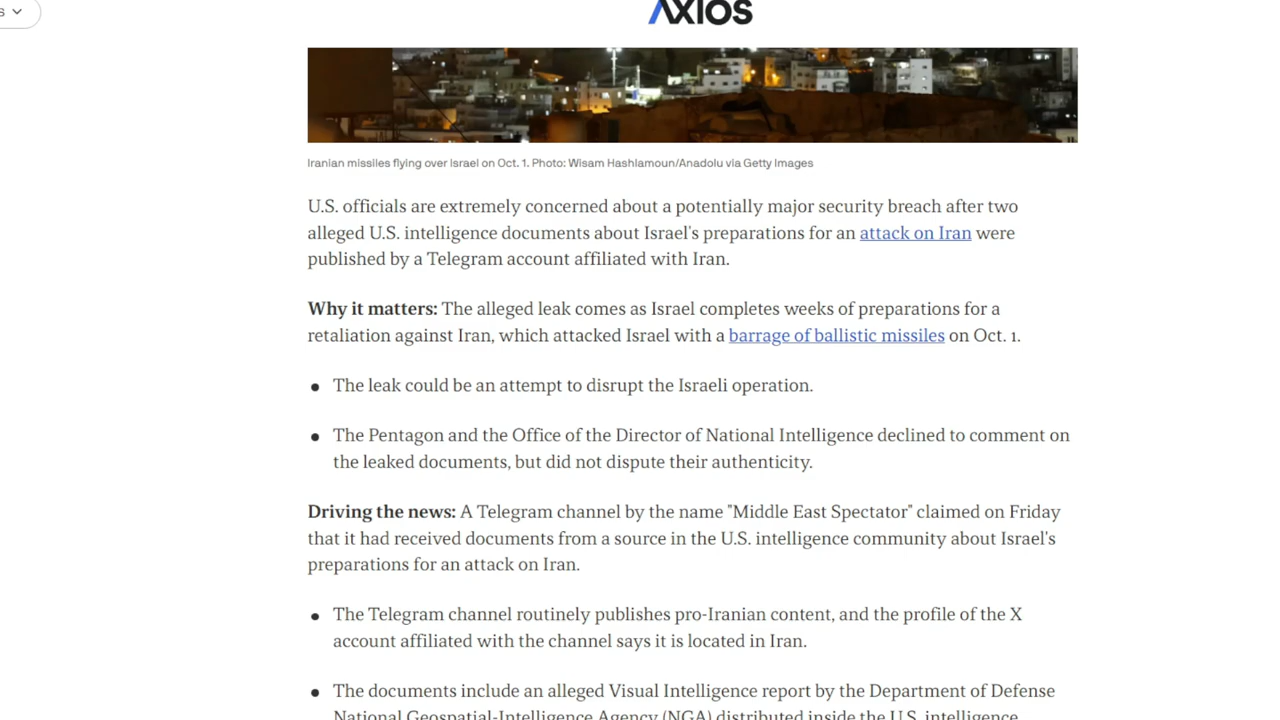 s
AXIOS
Iranian missiles flying over Israel on Oct. 1. Photo: Wisam Hashlamoun/Anadolu via Getty Images
U.S. officials are extremely concerned about a potentially major security breach after two
alleged U.S. intelligence documents about Israel's preparations for an attack on Iran were
published by a Telegram account affiliated with Iran.
Why it matters: The alleged leak comes as Israel completes weeks of preparations for a
retaliation against Iran, which attacked Israel with a barrage of ballistic missiles on Oct. 1.
• The leak could be an attempt to disrupt the Israeli operation.
• The Pentagon and the Office of the Director of National Intelligence declined to comment on
the leaked documents, but did not dispute their authenticity.
Driving the news: A Telegram channel by the name "Middle East Spectator" claimed on Friday
that it had received documents from a source in the U.S. intelligence community about Israel's
preparations for an attack on Iran.
• The Telegram channel routinely publishes pro-Iranian content, and the profile of the X
account affiliated with the channel says it is located in Iran.
• The documents include an alleged Visual Intelligence report by the Department of Defense
National Geospatial-Intelligence Agency (NGA) distributed inside the U.S. intelligence